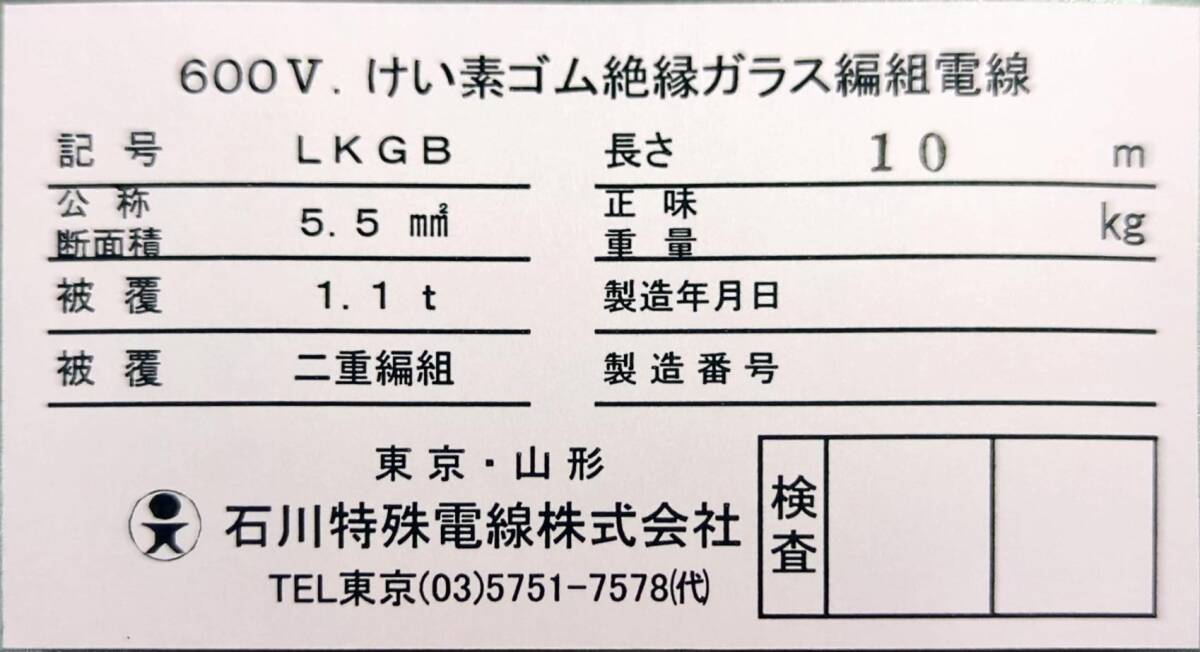 600V. けい素ゴム絶縁ガラス編組電線
記号 LKGB 長さ 10 m
公称断面積 5.5 m㎡ 正味重量 kg
被覆 1.1t 製造年月日
被覆 二重編組 製造番号
東京・山形
石川特殊電線株式会社
TEL東京(03)5751-7578(代)
検査